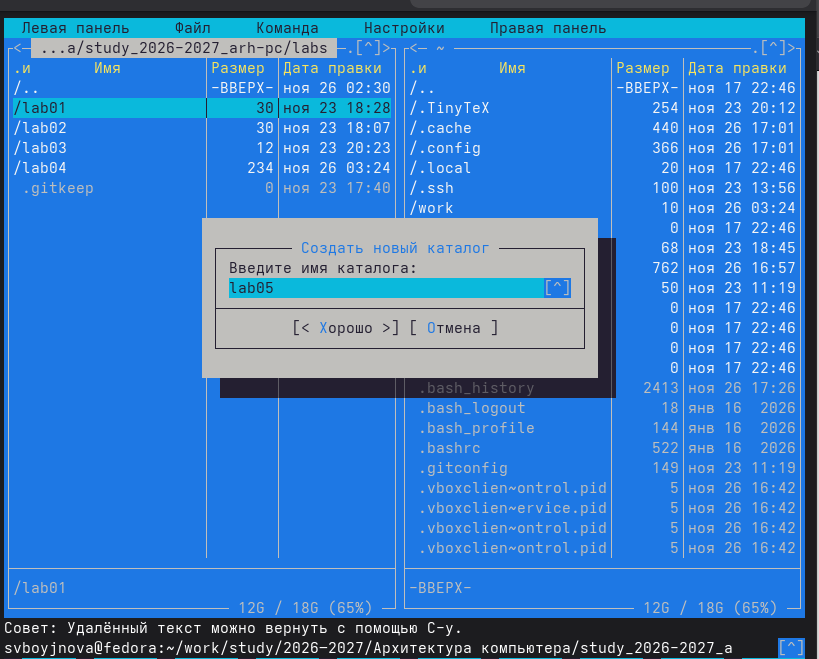 Левая панель Файл Команда Настройки Правая панель
<— ...a/study_2026-2027_arh-pc/labs —.[^]>
.и Имя Размер Дата правки
/.. -ВВЕРХ- ноя 26 02:30
/lab01 30 ноя 23 18:28
/lab02 30 ноя 23 18:07
/lab03 12 ноя 23 20:23
/lab04 234 ноя 26 03:24
.gitkeep 0 ноя 23 17:40
/lab01
12G / 18G (65%)
<— ~ —.[^]>
.и Имя Размер Дата правки
/.. -ВВЕРХ- ноя 17 22:46
/.TinyTeX 254 ноя 23 20:12
/.cache 440 ноя 26 17:01
/.config 366 ноя 26 17:01
/.local 20 ноя 17 22:46
/.ssh 100 ноя 23 13:56
/work 10 ноя 26 03:24
0 ноя 17 22:46
68 ноя 23 18:45
762 ноя 26 16:57
50 ноя 23 11:19
0 ноя 17 22:46
0 ноя 17 22:46
0 ноя 17 22:46
0 ноя 17 22:46
.bash_history 2413 ноя 26 17:26
.bash_logout 18 янв 16 2026
.bash_profile 144 янв 16 2026
.bashrc 522 янв 16 2026
.gitconfig 149 ноя 23 11:19
.vboxclien~ontrol.pid 5 ноя 26 16:42
.vboxclien~ervice.pid 5 ноя 26 16:42
.vboxclien~ontrol.pid 5 ноя 26 16:42
.vboxclien~ontrol.pid 5 ноя 26 16:42
-ВВЕРХ-
12G / 18G (65%)
Создать новый каталог
Введите имя каталога:
lab05 [^]
[< Хорошо >] [ Отмена ]
Совет: Удалённый текст можно вернуть с помощью C-y.
svboyjnova@fedora:~/work/study/2026-2027/Архитектура компьютера/study_2026-2027_a [^]